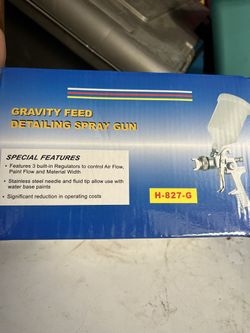 GRAVITY FEED
DETAILING SPRAY GUN
SPECIAL FEATURES
• Features 3 built-in Regulators to control Air Flow,
Paint Flow and Material Width
• Stainless steel needle and fluid tip allow use with
water base paints
• Significant reduction in operating costs
H-827-G